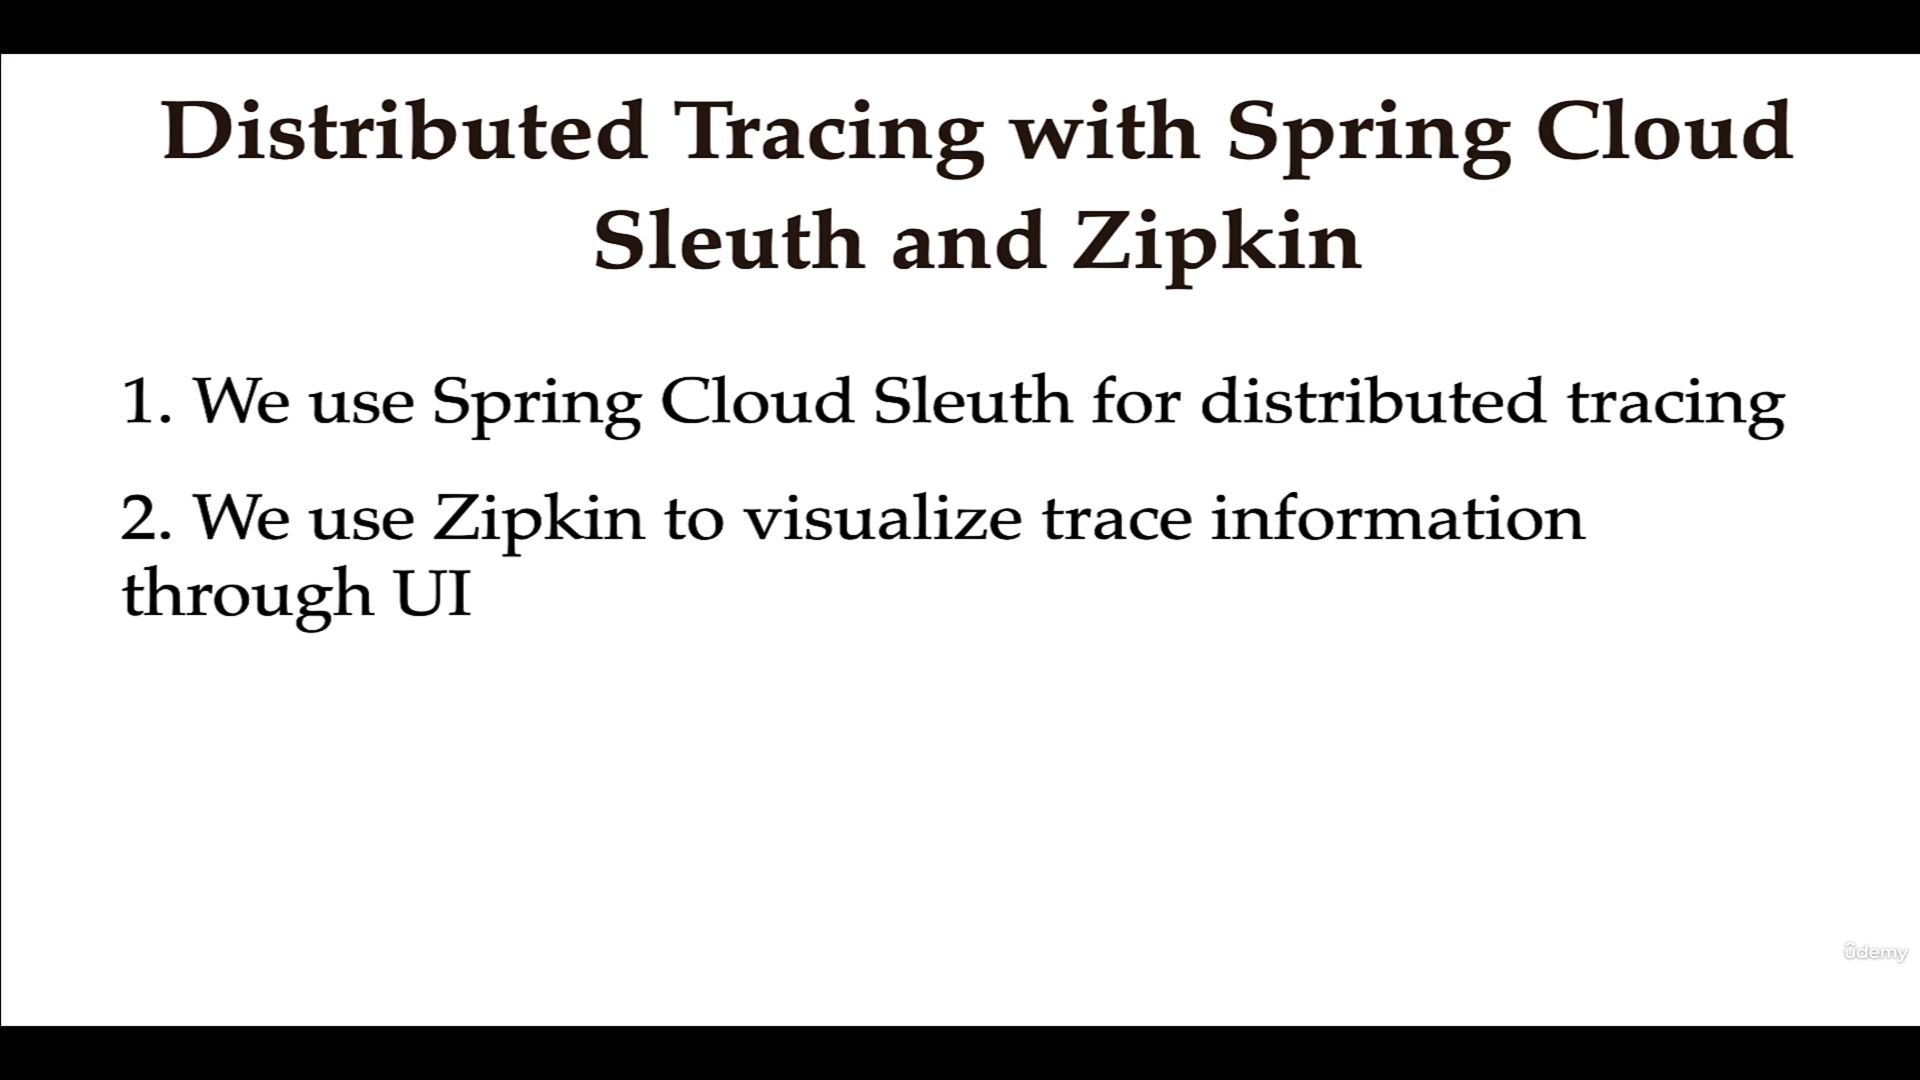 Distributed Tracing with Spring Cloud
Sleuth and Zipkin
1. We use Spring Cloud Sleuth for distributed tracing
2. We use Zipkin to visualize trace information
through UI
ûdemy